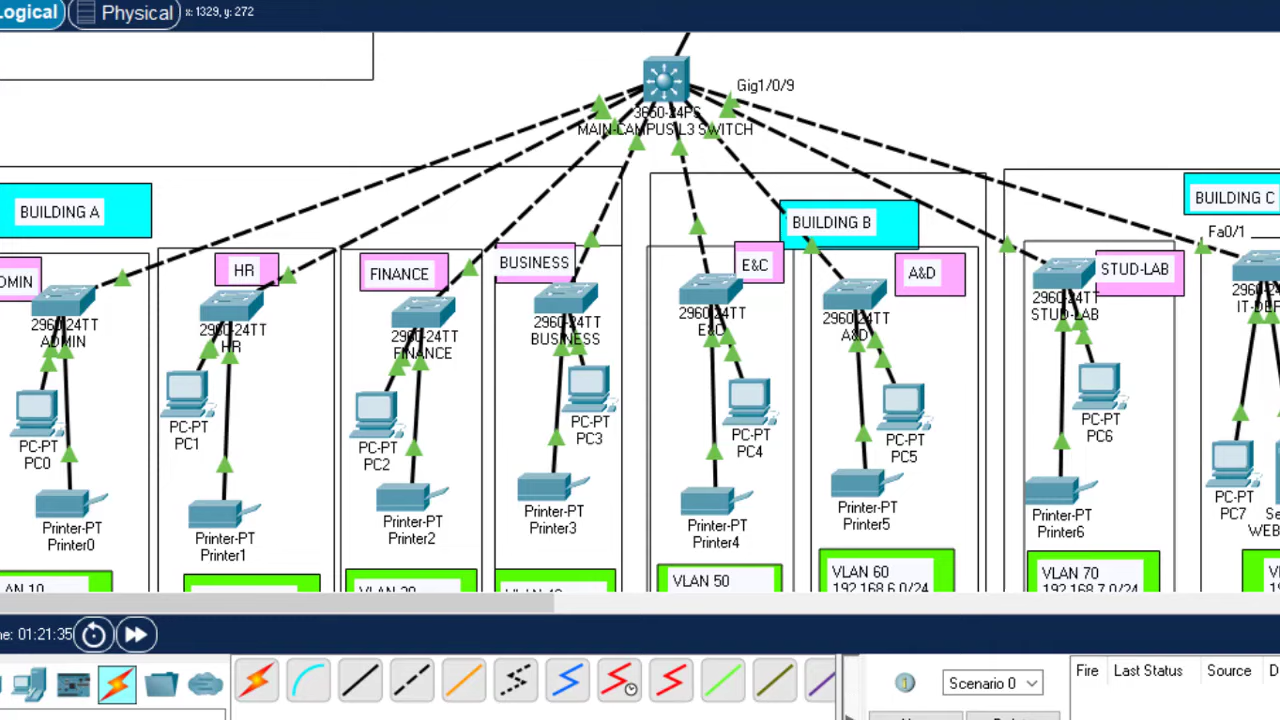 Logical
Physical
x: 1329, y: 272
Gig1/0/9
3650-24PS
MAIN-CAMPUS L3 SWITCH
BUILDING A
BUILDING B
BUILDING C
Fa0/1
HR
FINANCE
BUSINESS
E&C
A&D
STUD-LAB
2960-24TT
ADMIN
2960-24TT
HR
2960-24TT
FINANCE
2960-24TT
BUSINESS
2960-24TT
E&C
2960-24TT
A&D
2960-24TT
STUD-LAB
PC-PT
PC0
PC-PT
PC1
PC-PT
PC2
PC-PT
PC3
PC-PT
PC4
PC-PT
PC5
PC-PT
PC6
PC-PT
PC7
Printer-PT
Printer0
Printer-PT
Printer1
Printer-PT
Printer2
Printer-PT
Printer3
Printer-PT
Printer4
Printer-PT
Printer5
Printer-PT
Printer6
VLAN 50
VLAN 60
192.168.6.0/24
VLAN 70
192.168.7.0/24
01:21:35
Scenario 0
Fire Last Status Source